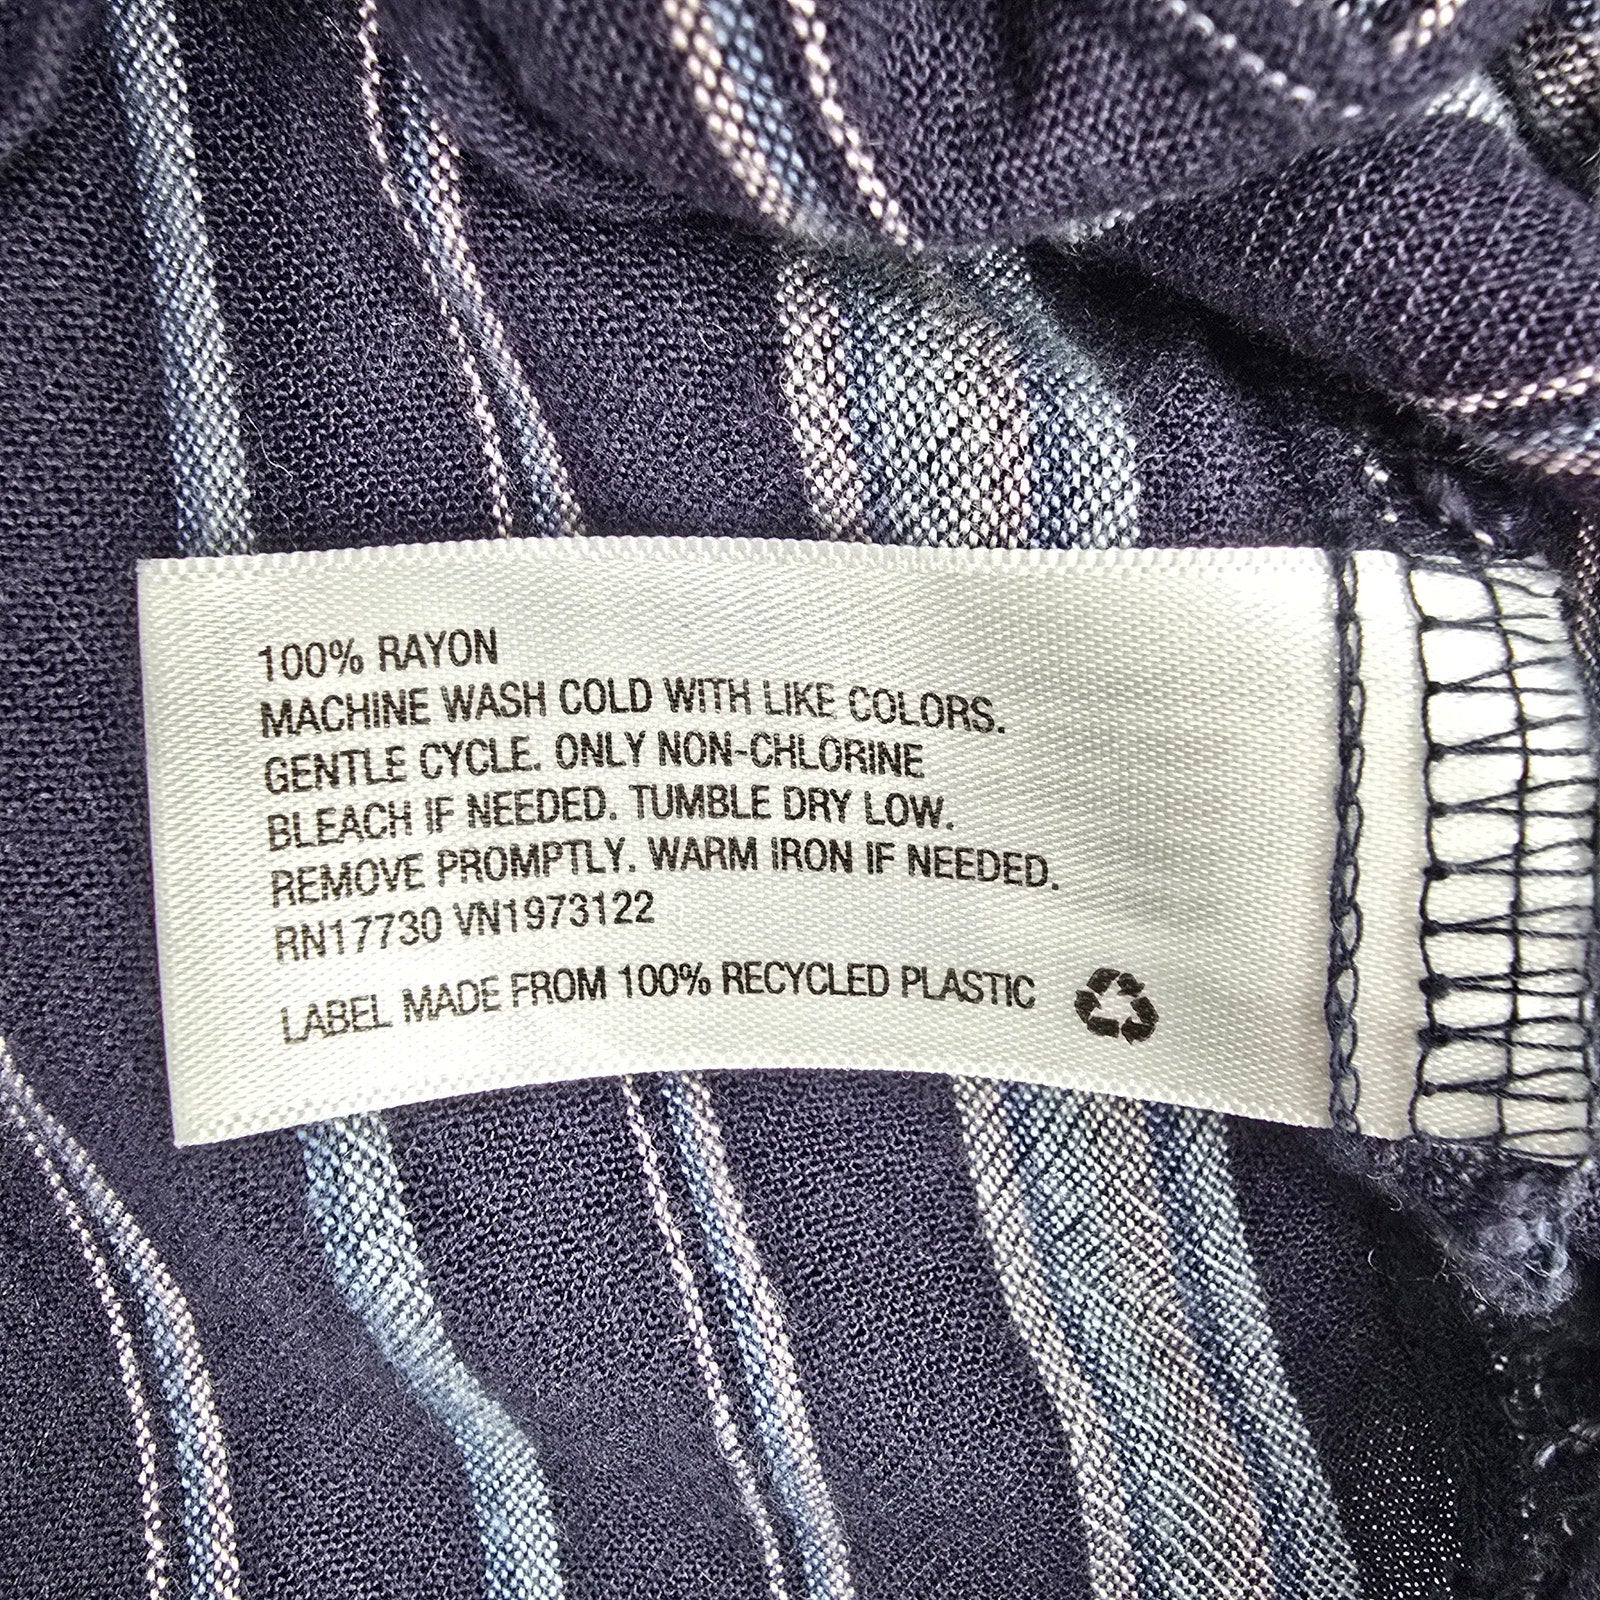 100% RAYON
MACHINE WASH COLD WITH LIKE COLORS.
GENTLE CYCLE. ONLY NON-CHLORINE
BLEACH IF NEEDED. TUMBLE DRY LOW.
REMOVE PROMPTLY. WARM IRON IF NEEDED.
RN17730 VN1973122
LABEL MADE FROM 100% RECYCLED PLASTIC